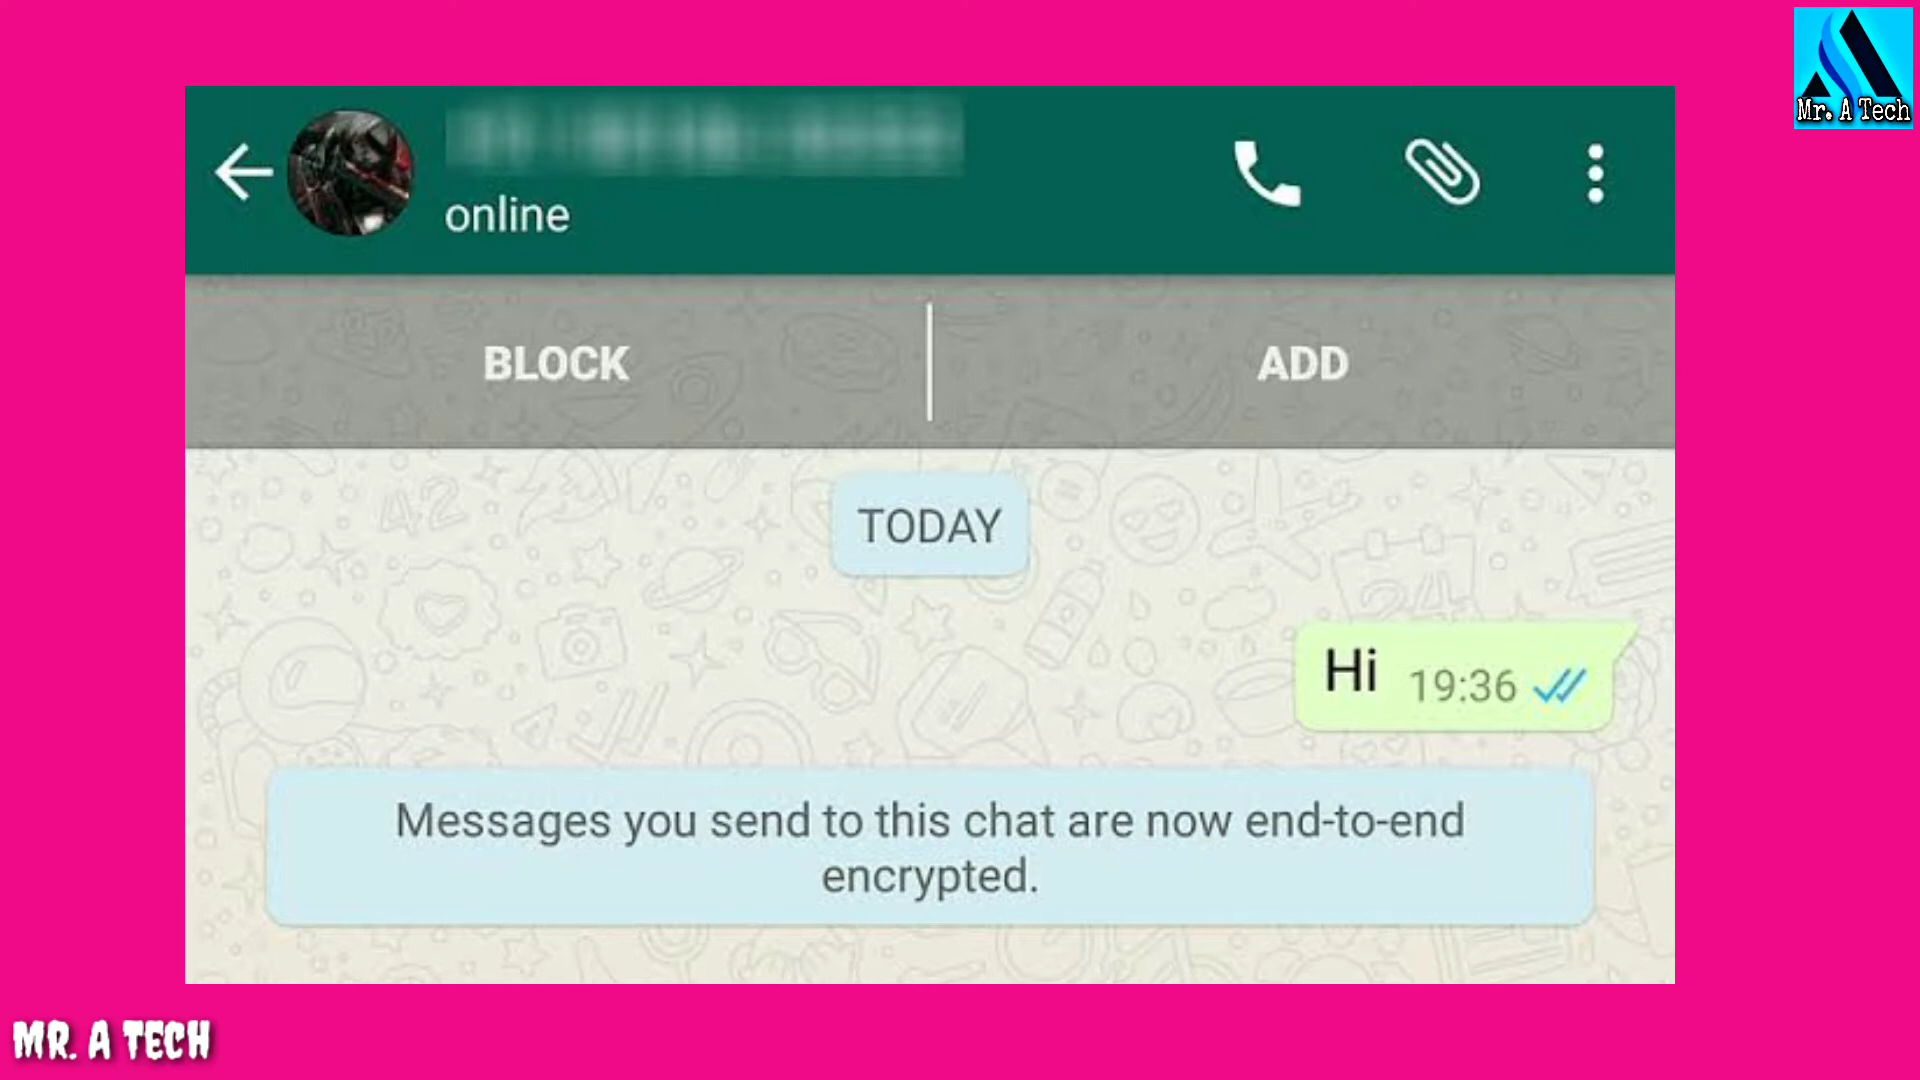 Mr. A Tech
online
BLOCK
ADD
TODAY
Hi 19:36
Messages you send to this chat are now end-to-end
encrypted.
MR. A TECH